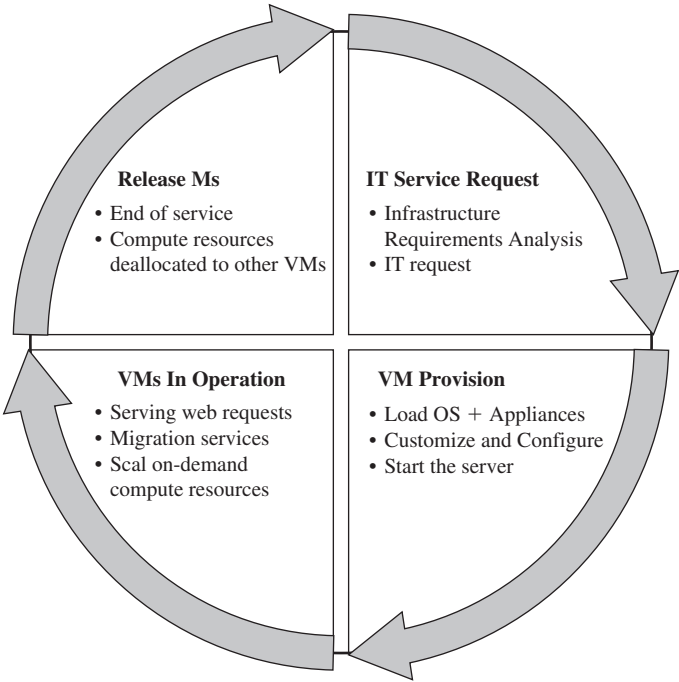 Release Ms
• End of service
• Compute resources
deallocated to other VMs
IT Service Request
• Infrastructure
Requirements Analysis
• IT request
VMs In Operation
• Serving web requests
• Migration services
• Scal on-demand
compute resources
VM Provision
• Load OS + Appliances
• Customize and Configure
• Start the server